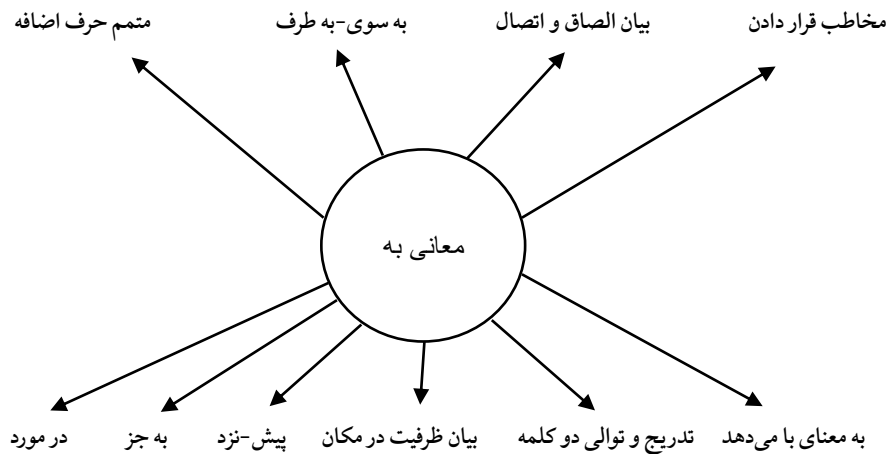 مخاطب قرار دادن
بیان الصاق و اتصال
به سوی-به طرف
متمم حرف اضافه
معانی به
به معنای با می‌دهد
تدریج و توالی دو کلمه
بیان ظرفیت در مکان
پیش-نزد
به جز
در مورد